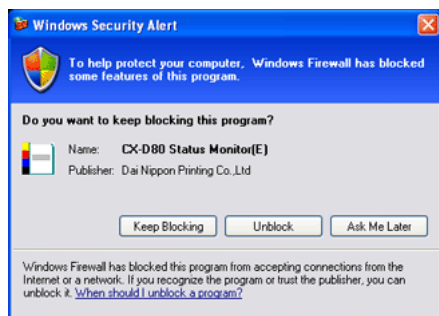 Windows Security Alert
To help protect your computer, Windows Firewall has blocked
some features of this program.
Do you want to keep blocking this program?
Name: CX-D80 Status Monitor(E)
Publisher: Dai Nippon Printing Co.,Ltd
Keep Blocking Unblock Ask Me Later
Windows Firewall has blocked this program from accepting connections from the
Internet or a network. If you recognize the program or trust the publisher, you can
unblock it. When should I unblock a program?